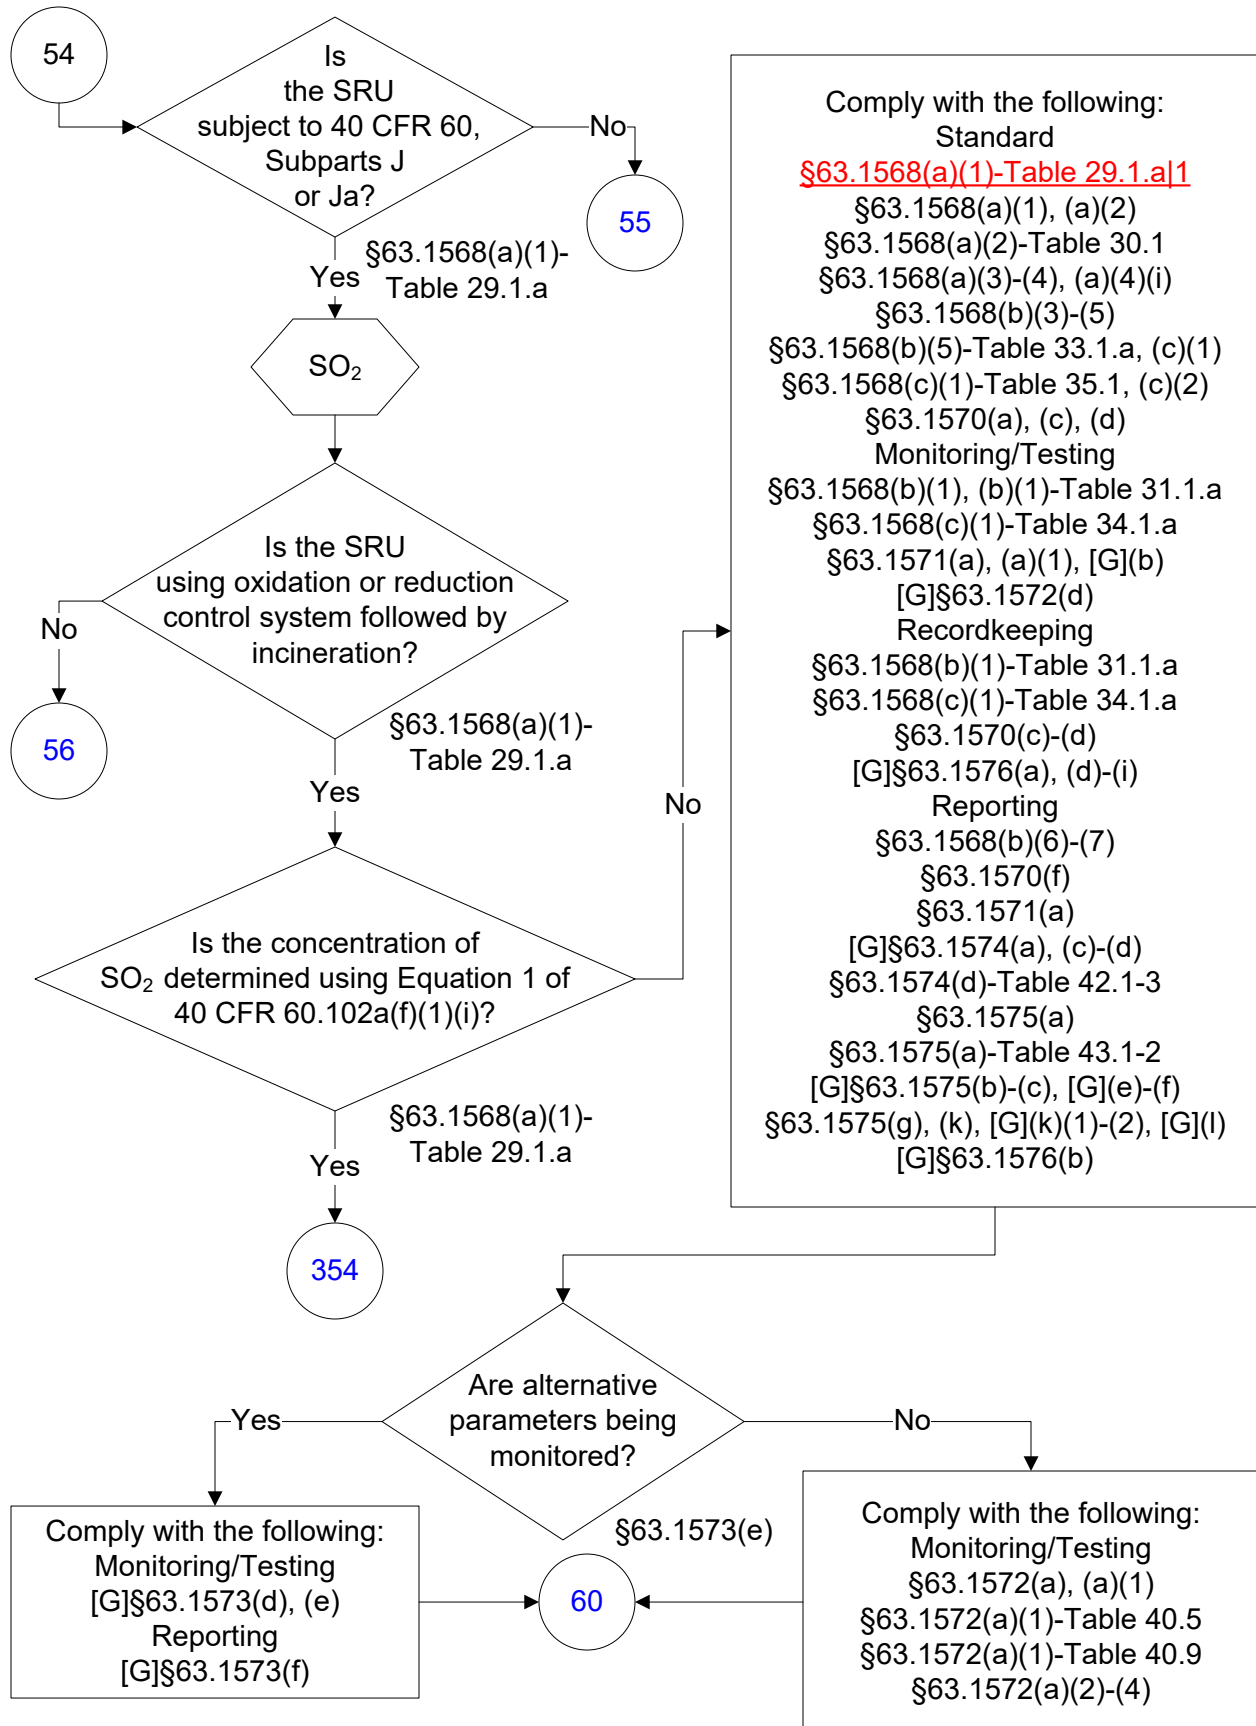 54
Is
the SRU
subject to 40 CFR 60,
Subparts J
or Ja?
No
55
Yes
§63.1568(a)(1)-
Table 29.1.a
SO₂
Is the SRU
using oxidation or reduction
control system followed by
incineration?
No
56
§63.1568(a)(1)-
Table 29.1.a
Yes
Is the concentration of
SO₂ determined using Equation 1 of
40 CFR 60.102a(f)(1)(i)?
No
§63.1568(a)(1)-
Table 29.1.a
Yes
354
Comply with the following:
Standard
§63.1568(a)(1)-Table 29.1.a|1
§63.1568(a)(1), (a)(2)
§63.1568(a)(2)-Table 30.1
§63.1568(a)(3)-(4), (a)(4)(i)
§63.1568(b)(3)-(5)
§63.1568(b)(5)-Table 33.1.a, (c)(1)
§63.1568(c)(1)-Table 35.1, (c)(2)
§63.1570(a), (c), (d)
Monitoring/Testing
§63.1568(b)(1), (b)(1)-Table 31.1.a
§63.1568(c)(1)-Table 34.1.a
§63.1571(a), (a)(1), [G](b)
[G]§63.1572(d)
Recordkeeping
§63.1568(b)(1)-Table 31.1.a
§63.1568(c)(1)-Table 34.1.a
§63.1570(c)-(d)
[G]§63.1576(a), (d)-(i)
Reporting
§63.1568(b)(6)-(7)
§63.1570(f)
§63.1571(a)
[G]§63.1574(a), (c)-(d)
§63.1574(d)-Table 42.1-3
§63.1575(a)
§63.1575(a)-Table 43.1-2
[G]§63.1575(b)-(c), [G](e)-(f)
§63.1575(g), (k), [G](k)(1)-(2), [G](l)
[G]§63.1576(b)
Are alternative
parameters being
monitored?
Yes
No
§63.1573(e)
Comply with the following:
Monitoring/Testing
[G]§63.1573(d), (e)
Reporting
[G]§63.1573(f)
60
Comply with the following:
Monitoring/Testing
§63.1572(a), (a)(1)
§63.1572(a)(1)-Table 40.5
§63.1572(a)(1)-Table 40.9
§63.1572(a)(2)-(4)